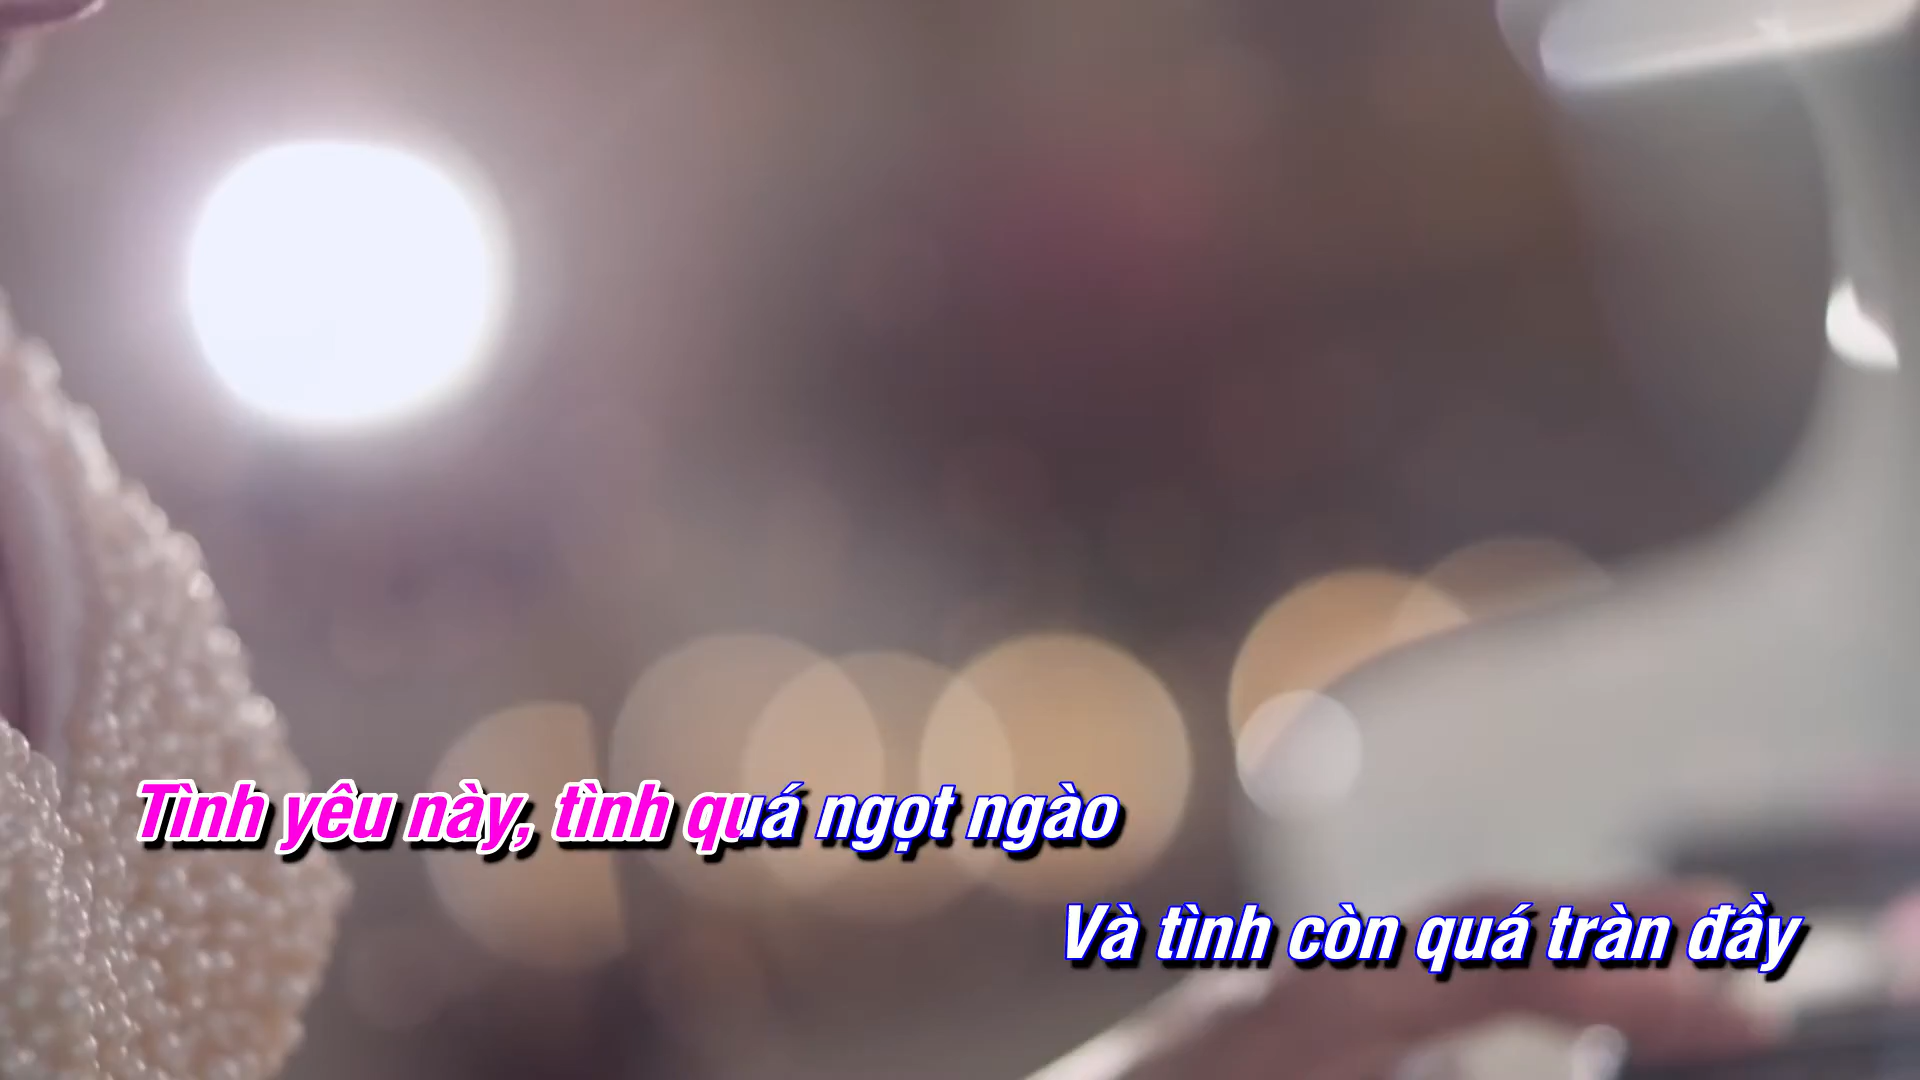 Tình yêu này, tình quá ngọt ngào
Và tình còn quá tràn đầy